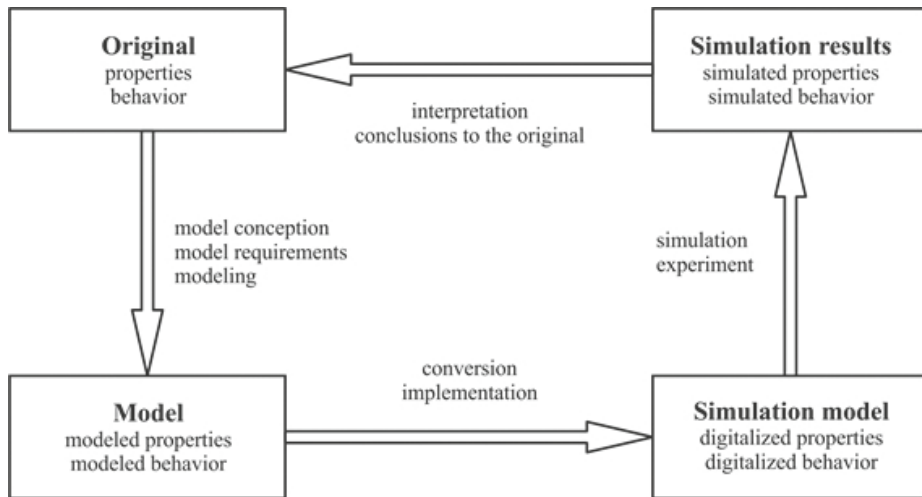 Original
properties
behavior
Simulation results
simulated properties
simulated behavior
interpretation
conclusions to the original
model conception
model requirements
modeling
simulation
experiment
conversion
implementation
Model
modeled properties
modeled behavior
Simulation model
digitalized properties
digitalized behavior